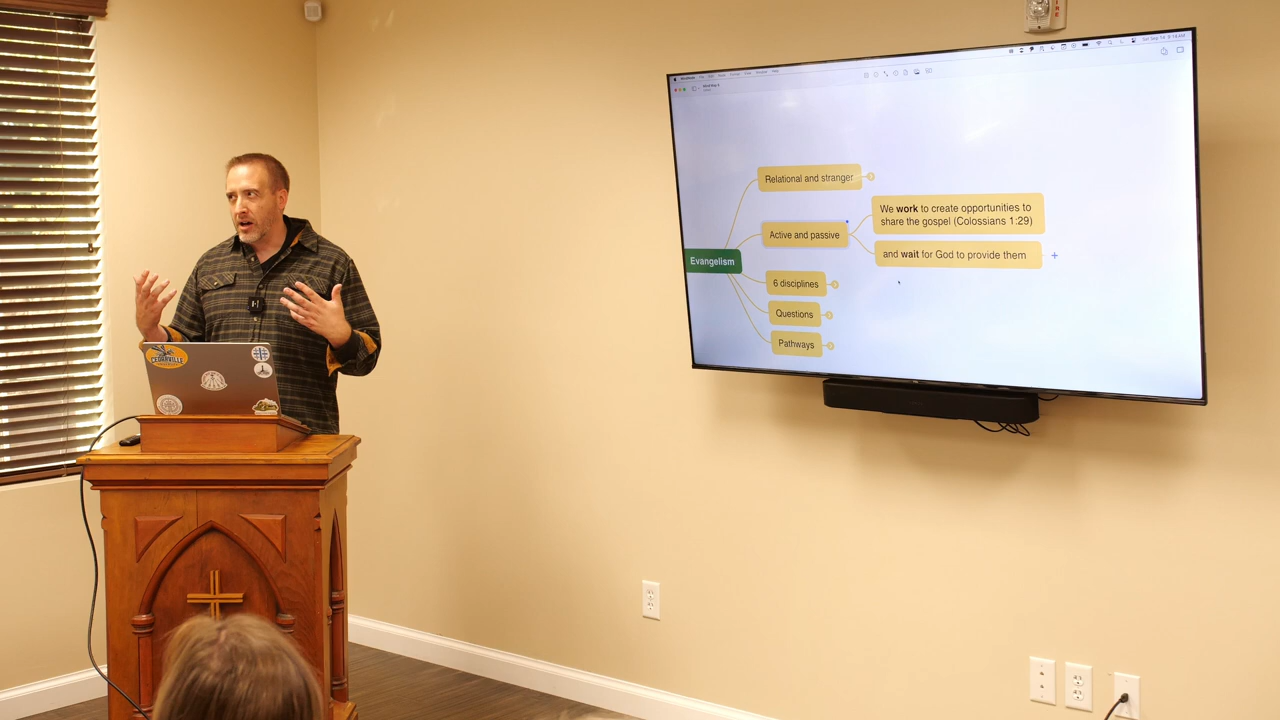 Relational and stranger
We work to create opportunities to
share the gospel (Colossians 1:29)
Active and passive
and wait for God to provide them
Evangelism
6 disciplines
Questions
Pathways
CEDARVILLE
FIRE